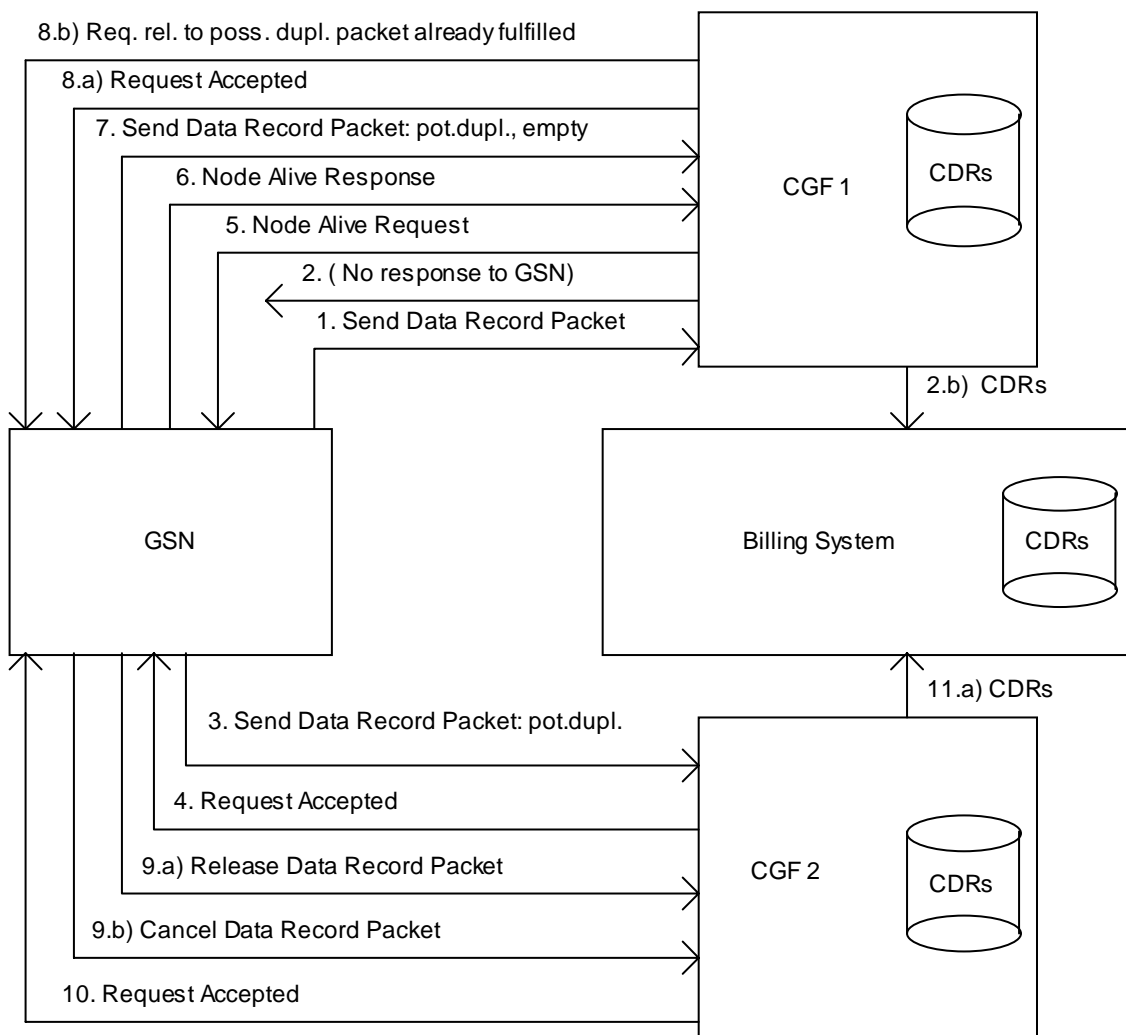 8.b) Req. rel. to poss. dupl. packet already fulfilled
8.a) Request Accepted
7. Send Data Record Packet: pot.dupl., empty
6. Node Alive Response
5. Node Alive Request
2. ( No response to GSN)
1. Send Data Record Packet
CGF 1
CDRs
2.b) CDRs
GSN
Billing System
CDRs
11.a) CDRs
3. Send Data Record Packet: pot.dupl.
4. Request Accepted
9.a) Release Data Record Packet
9.b) Cancel Data Record Packet
10. Request Accepted
CGF 2
CDRs